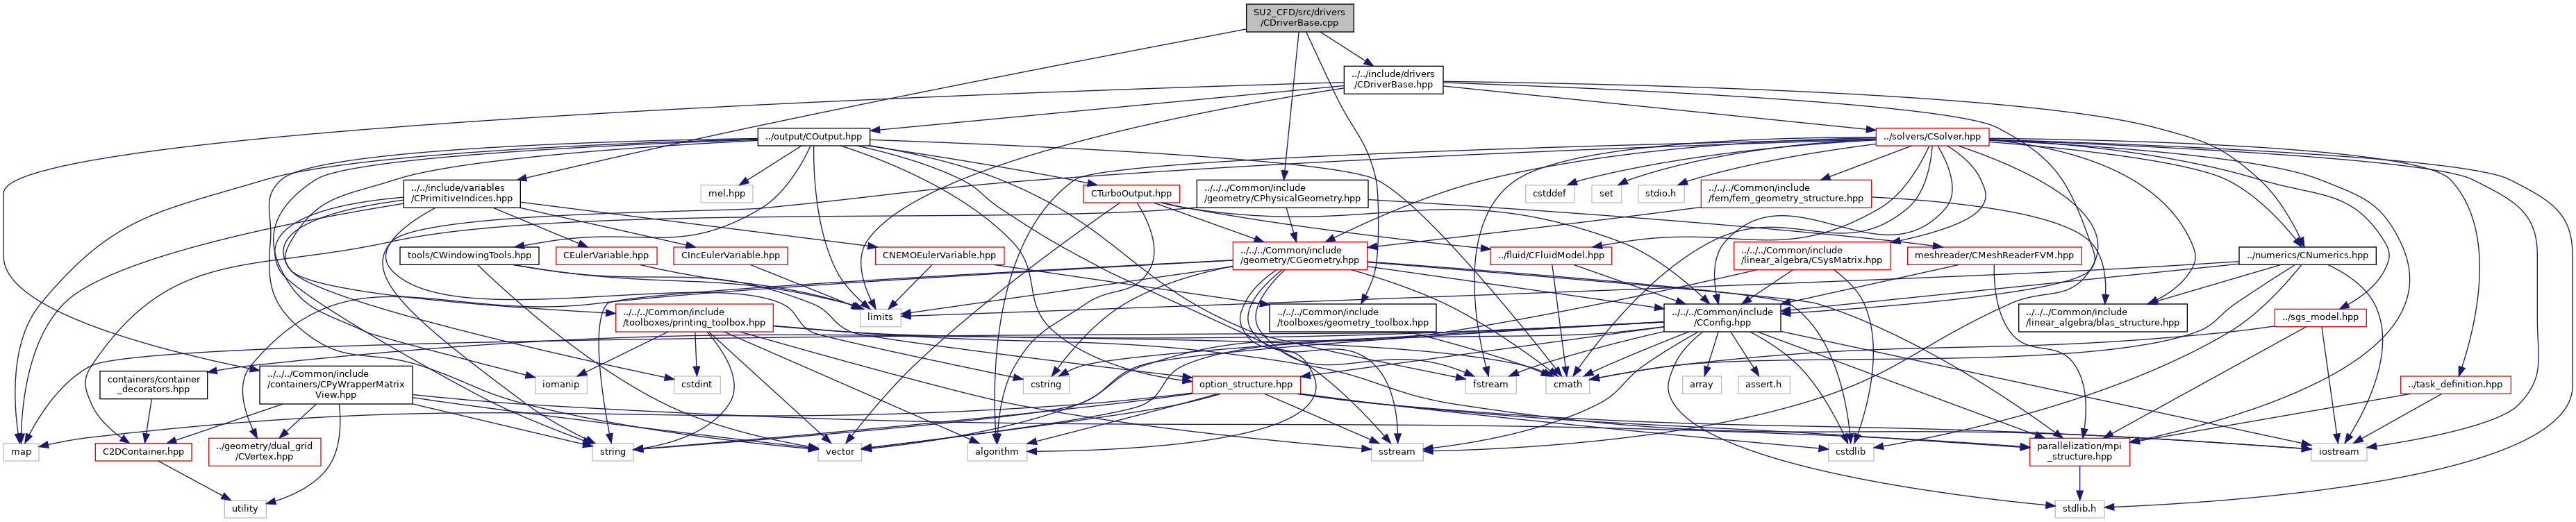 SU2_CFD/src/drivers
/CDriverBase.cpp
../../include/drivers
/CDriverBase.hpp
../output/COutput.hpp
../solvers/CSolver.hpp
../../include/variables
/CPrimitiveIndices.hpp
mel.hpp
CTurboOutput.hpp
../../../Common/include
/geometry/CPhysicalGeometry.hpp
cstddef
set
stdio.h
../../../Common/include
/fem/fem_geometry_structure.hpp
tools/CWindowingTools.hpp
CEulerVariable.hpp
CIncEulerVariable.hpp
CNEMOEulerVariable.hpp
../../../Common/include
/geometry/CGeometry.hpp
../fluid/CFluidModel.hpp
../../../Common/include
/linear_algebra/CSysMatrix.hpp
meshreader/CMeshReaderFVM.hpp
../numerics/CNumerics.hpp
../../../Common/include
/toolboxes/printing_toolbox.hpp
limits
../../../Common/include
/toolboxes/geometry_toolbox.hpp
../../../Common/include
/CConfig.hpp
../../../Common/include
/linear_algebra/blas_structure.hpp
../sgs_model.hpp
containers/container
_decorators.hpp
../../../Common/include
/containers/CPyWrapperMatrix
View.hpp
iomanip
cstdint
cstring
option_structure.hpp
fstream
cmath
array
assert.h
../task_definition.hpp
map
C2DContainer.hpp
../geometry/dual_grid
/CVertex.hpp
string
vector
algorithm
sstream
cstdlib
parallelization/mpi
_structure.hpp
iostream
utility
stdlib.h